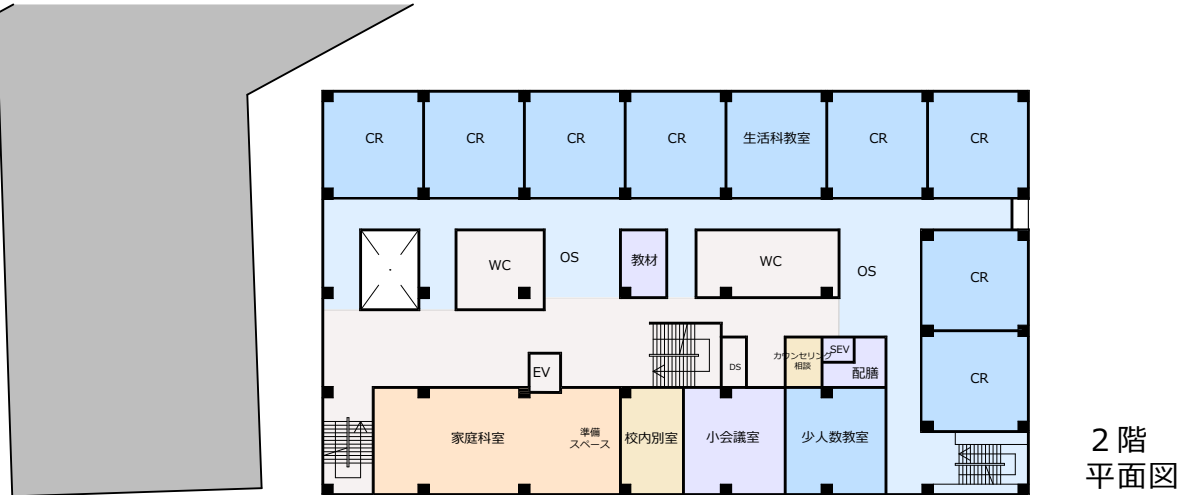 CR
CR
CR
CR
生活科教室
CR
CR
WC
OS
教材
WC
OS
CR
EV
DS
カウンセリング
相談
SEV
配膳
CR
家庭科室
準備
スペース
校内別室
小会議室
少人数教室
２階
平面図